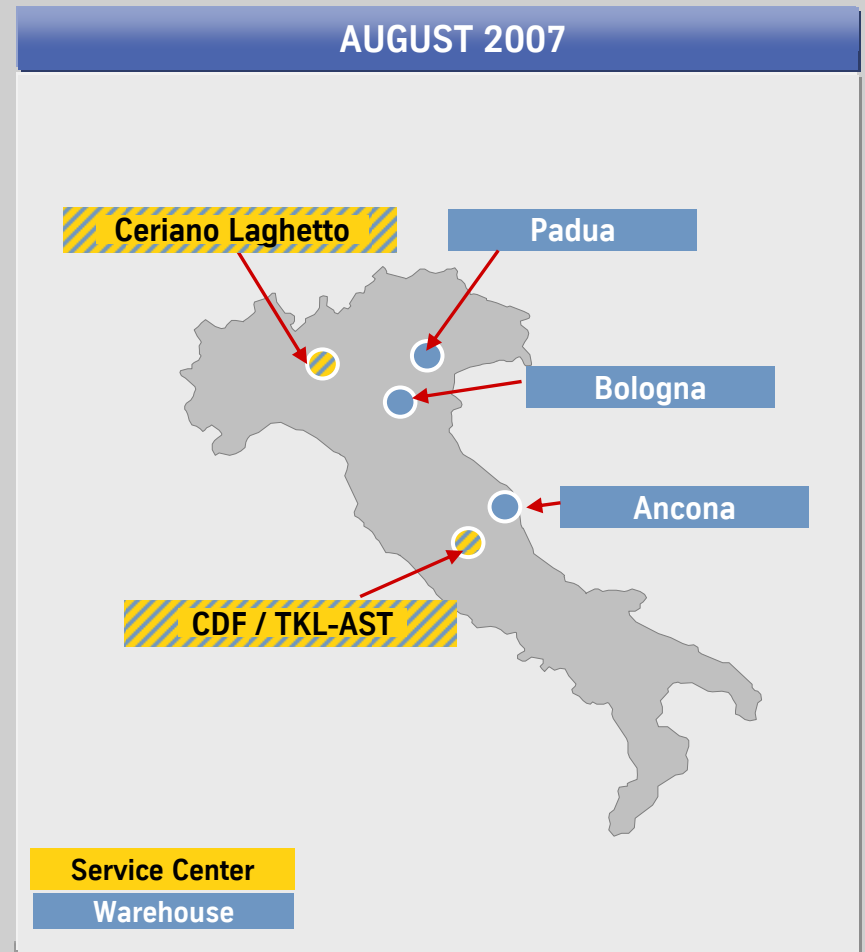 AUGUST 2007
Ceriano Laghetto
Padua
Bologna
Ancona
CDF / TKL-AST
Service Center
Warehouse